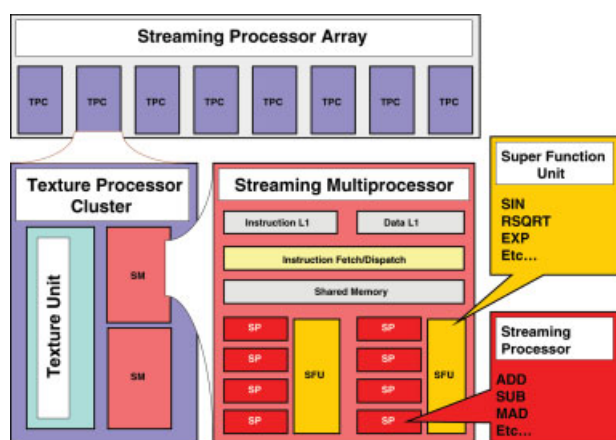 Streaming Processor Array
TPC TPC TPC TPC TPC TPC TPC TPC
Texture Processor
Cluster
Texture Unit
SM
SM
Streaming Multiprocessor
Instruction L1 Data L1
Instruction Fetch/Dispatch
Shared Memory
SP SP
SP SP
SP SP
SP SP
SFU SFU
Super Function
Unit
SIN
RSQRT
EXP
Etc...
Streaming
Processor
ADD
SUB
MAD
Etc...